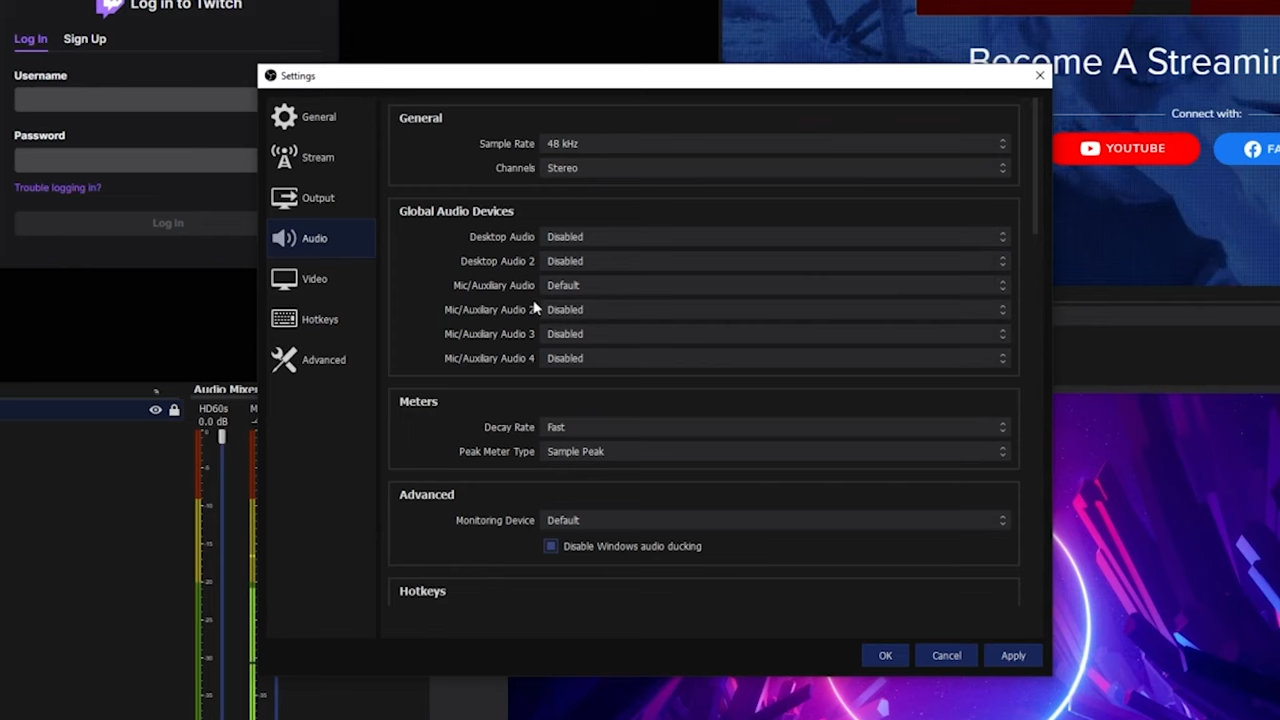 Log in to Twitch
Log In Sign Up
Username
Password
Trouble logging in?
Log In
Become A Streamin
Connect with:
YOUTUBE
FA
Settings
General
Stream
Output
Audio
Video
Hotkeys
Advanced
General
Sample Rate 48 kHz
Channels Stereo
Global Audio Devices
Desktop Audio Disabled
Desktop Audio 2 Disabled
Mic/Auxiliary Audio Default
Mic/Auxiliary Audio 2 Disabled
Mic/Auxiliary Audio 3 Disabled
Mic/Auxiliary Audio 4 Disabled
Meters
Decay Rate Fast
Peak Meter Type Sample Peak
Advanced
Monitoring Device Default
Disable Windows audio ducking
Hotkeys
OK Cancel Apply
Audio Mixer
HD60s M
0.0 dB